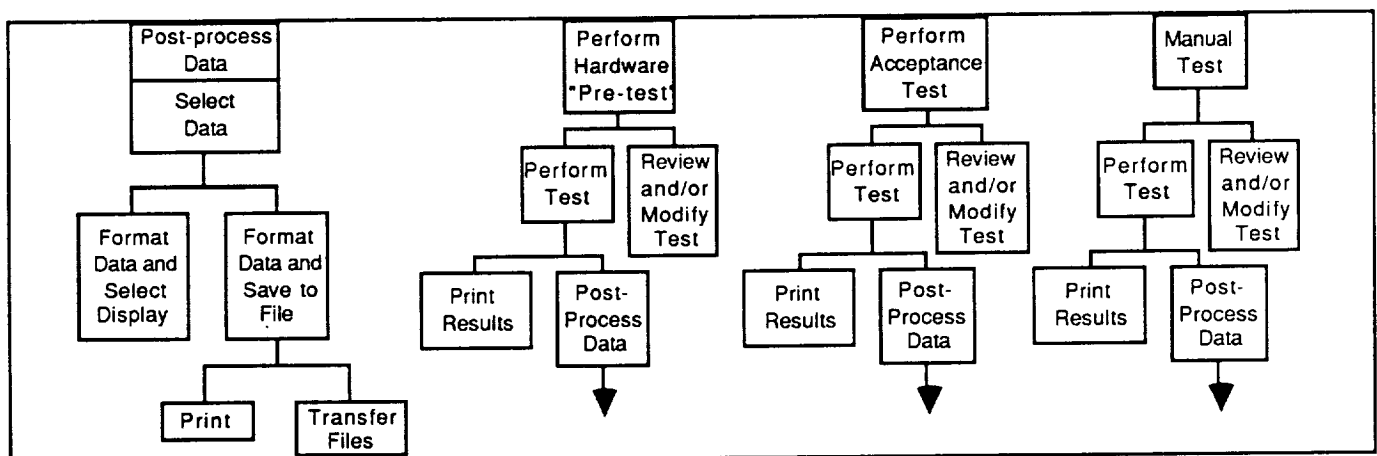 Post-process
Data
Select
Data
Format
Data and
Select
Display
Format
Data and
Save to
File
Print
Transfer
Files
Perform
Hardware
"Pre-test"
Perform
Test
Review
and/or
Modify
Test
Print
Results
Post-
Process
Data
Perform
Acceptance
Test
Perform
Test
Review
and/or
Modify
Test
Print
Results
Post-
Process
Data
Manual
Test
Perform
Test
Review
and/or
Modify
Test
Print
Results
Post-
Process
Data